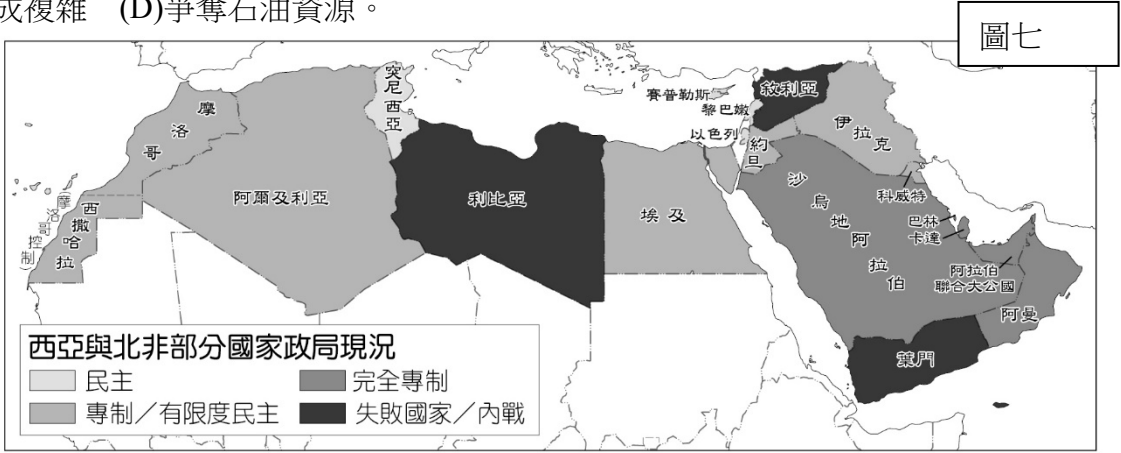 成複雜 (D)爭奪石油資源。
圖七
突尼西亞
賽普勒斯
敘利亞
黎巴嫩
以色列
約旦
伊拉克
摩洛哥
阿爾及利亞
利比亞
埃及
沙烏地阿拉伯
科威特
巴林
卡達
西撒哈拉
(摩洛哥控制)
阿拉伯
聯合大公國
阿曼
葉門
西亞與北非部分國家政局現況
民主
完全專制
專制/有限度民主
失敗國家/內戰